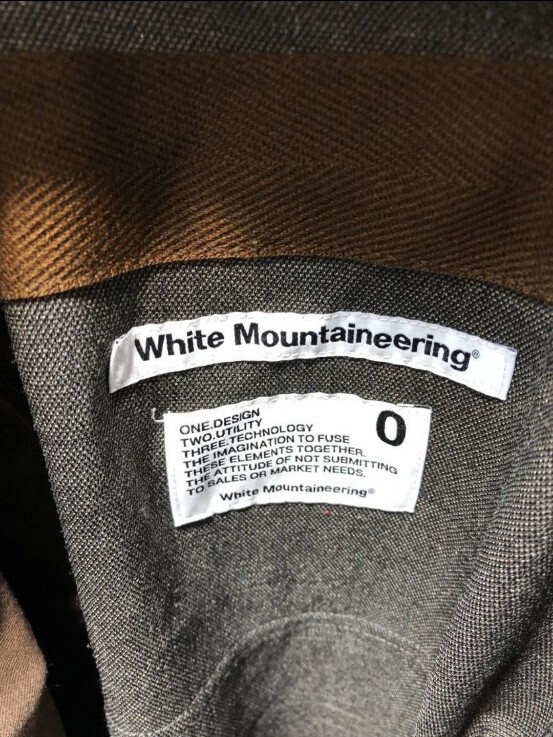 White Mountaineering®
ONE.DESIGN
TWO.UTILITY
THREE.TECHNOLOGY
THE IMAGINATION TO FUSE
THESE ELEMENTS TOGETHER.
THE ATTITUDE OF NOT SUBMITTING
TO SALES OR MARKET NEEDS.
White Mountaineering®
0